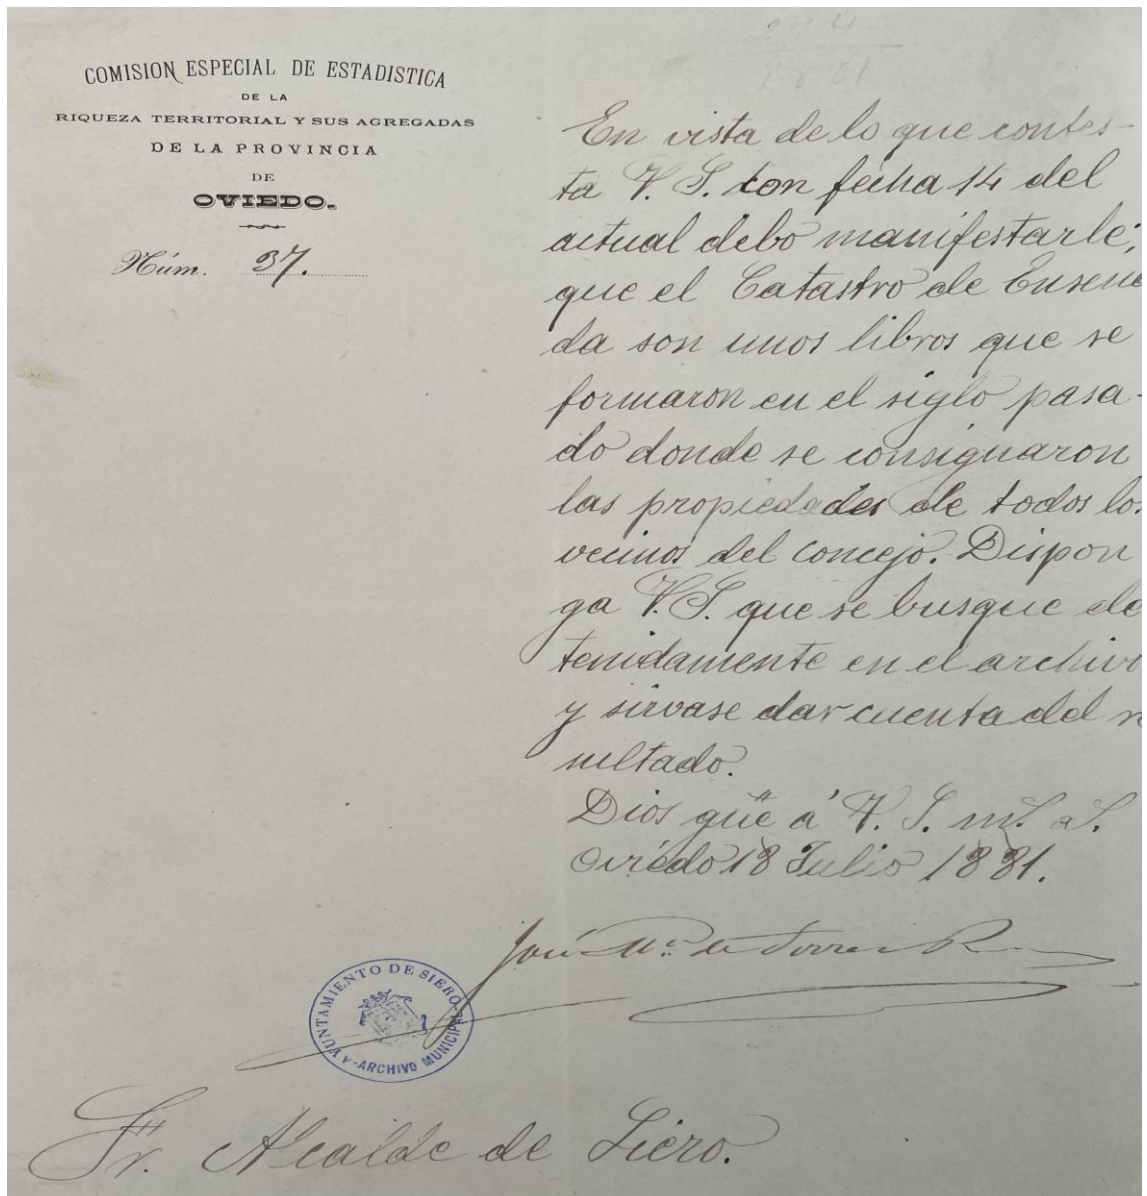 COMISION ESPECIAL DE ESTADISTICA
DE LA
RIQUEZA TERRITORIAL Y SUS AGREGADAS
DE LA PROVINCIA
DE
OVIEDO.
Núm. 37.
En vista de lo que contes-
ta V. S. con fecha 14 del
actual debo manifestarle;
que el Catastro de Ensena
da son unos libros que se
formaron en el siglo pasa-
do donde se consignaron
las propiedades de todos los
vecinos del concejo. Dispon
ga V. S. que se busque de
tenidamente en el archivo
y sirvase dar cuenta del re
sultado.
Dios gue á V. S. m. a.
Oviedo 18 Julio 1881.
José Mª de Torres
AYUNTAMIENTO DE SIERO
ARCHIVO MUNICIPAL
Sr. Alcalde de Siero.